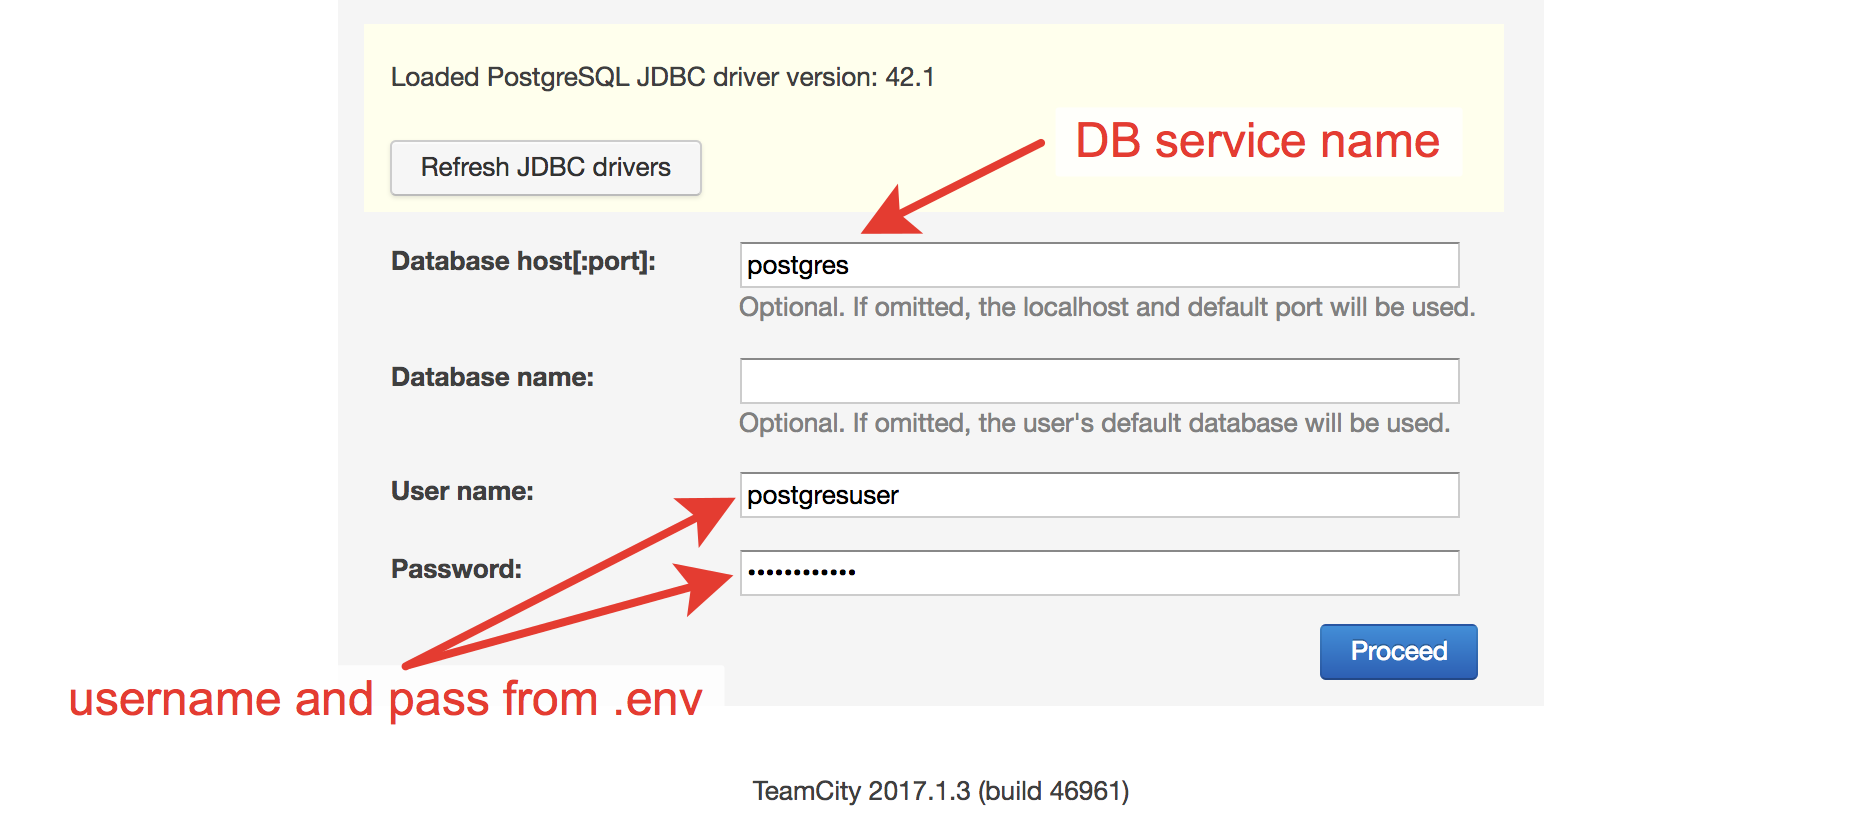 Loaded PostgreSQL JDBC driver version: 42.1
DB service name
Refresh JDBC drivers
Database host[:port]:
postgres
Optional. If omitted, the localhost and default port will be used.
Database name:
Optional. If omitted, the user's default database will be used.
User name:
postgresuser
Password:
••••••••••••
Proceed
username and pass from .env
TeamCity 2017.1.3 (build 46961)